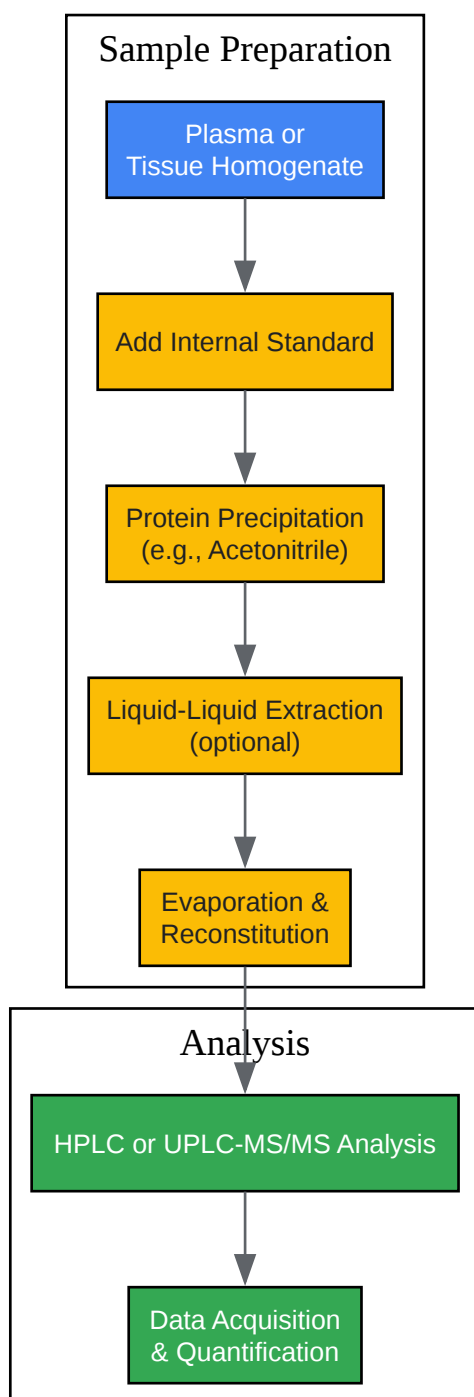 Sample Preparation
Plasma or
Tissue Homogenate
Add Internal Standard
Protein Precipitation
(e.g., Acetonitrile)
Liquid-Liquid Extraction
(optional)
Evaporation &
Reconstitution
Analysis
HPLC or UPLC-MS/MS Analysis
Data Acquisition
& Quantification